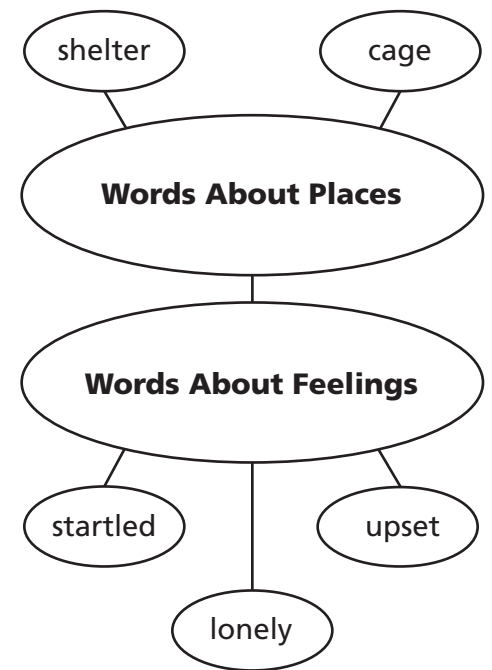 shelter
cage
Words About Places
Words About Feelings
startled
upset
lonely